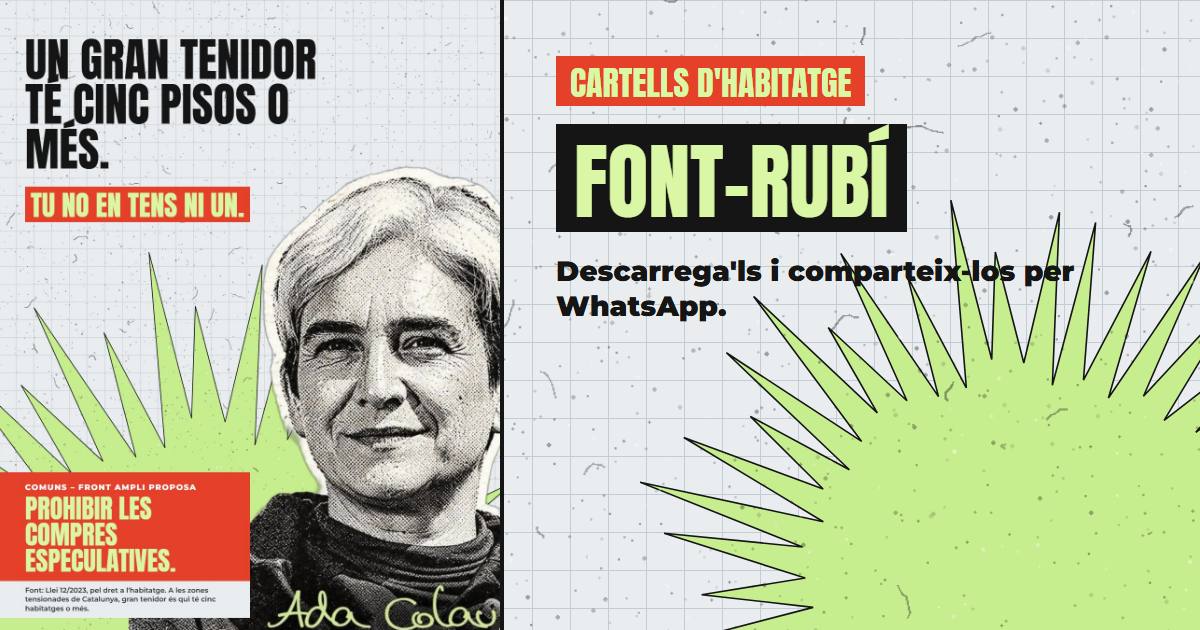 UN GRAN TENIDOR
TÉ CINC PISOS O
MÉS.
TU NO EN TENS NI UN.
COMUNS – FRONT AMPLI PROPOSA
PROHIBIR LES
COMPRES
ESPECULATIVES.
Font: Llei 12/2023, pel dret a l'habitatge. A les zones
tensionades de Catalunya, gran tenidor és qui té cinc
habitatges o més.
Ada Colau
CARTELLS D'HABITATGE
FONT-RUBÍ
Descarrega'ls i comparteix-los per
WhatsApp.